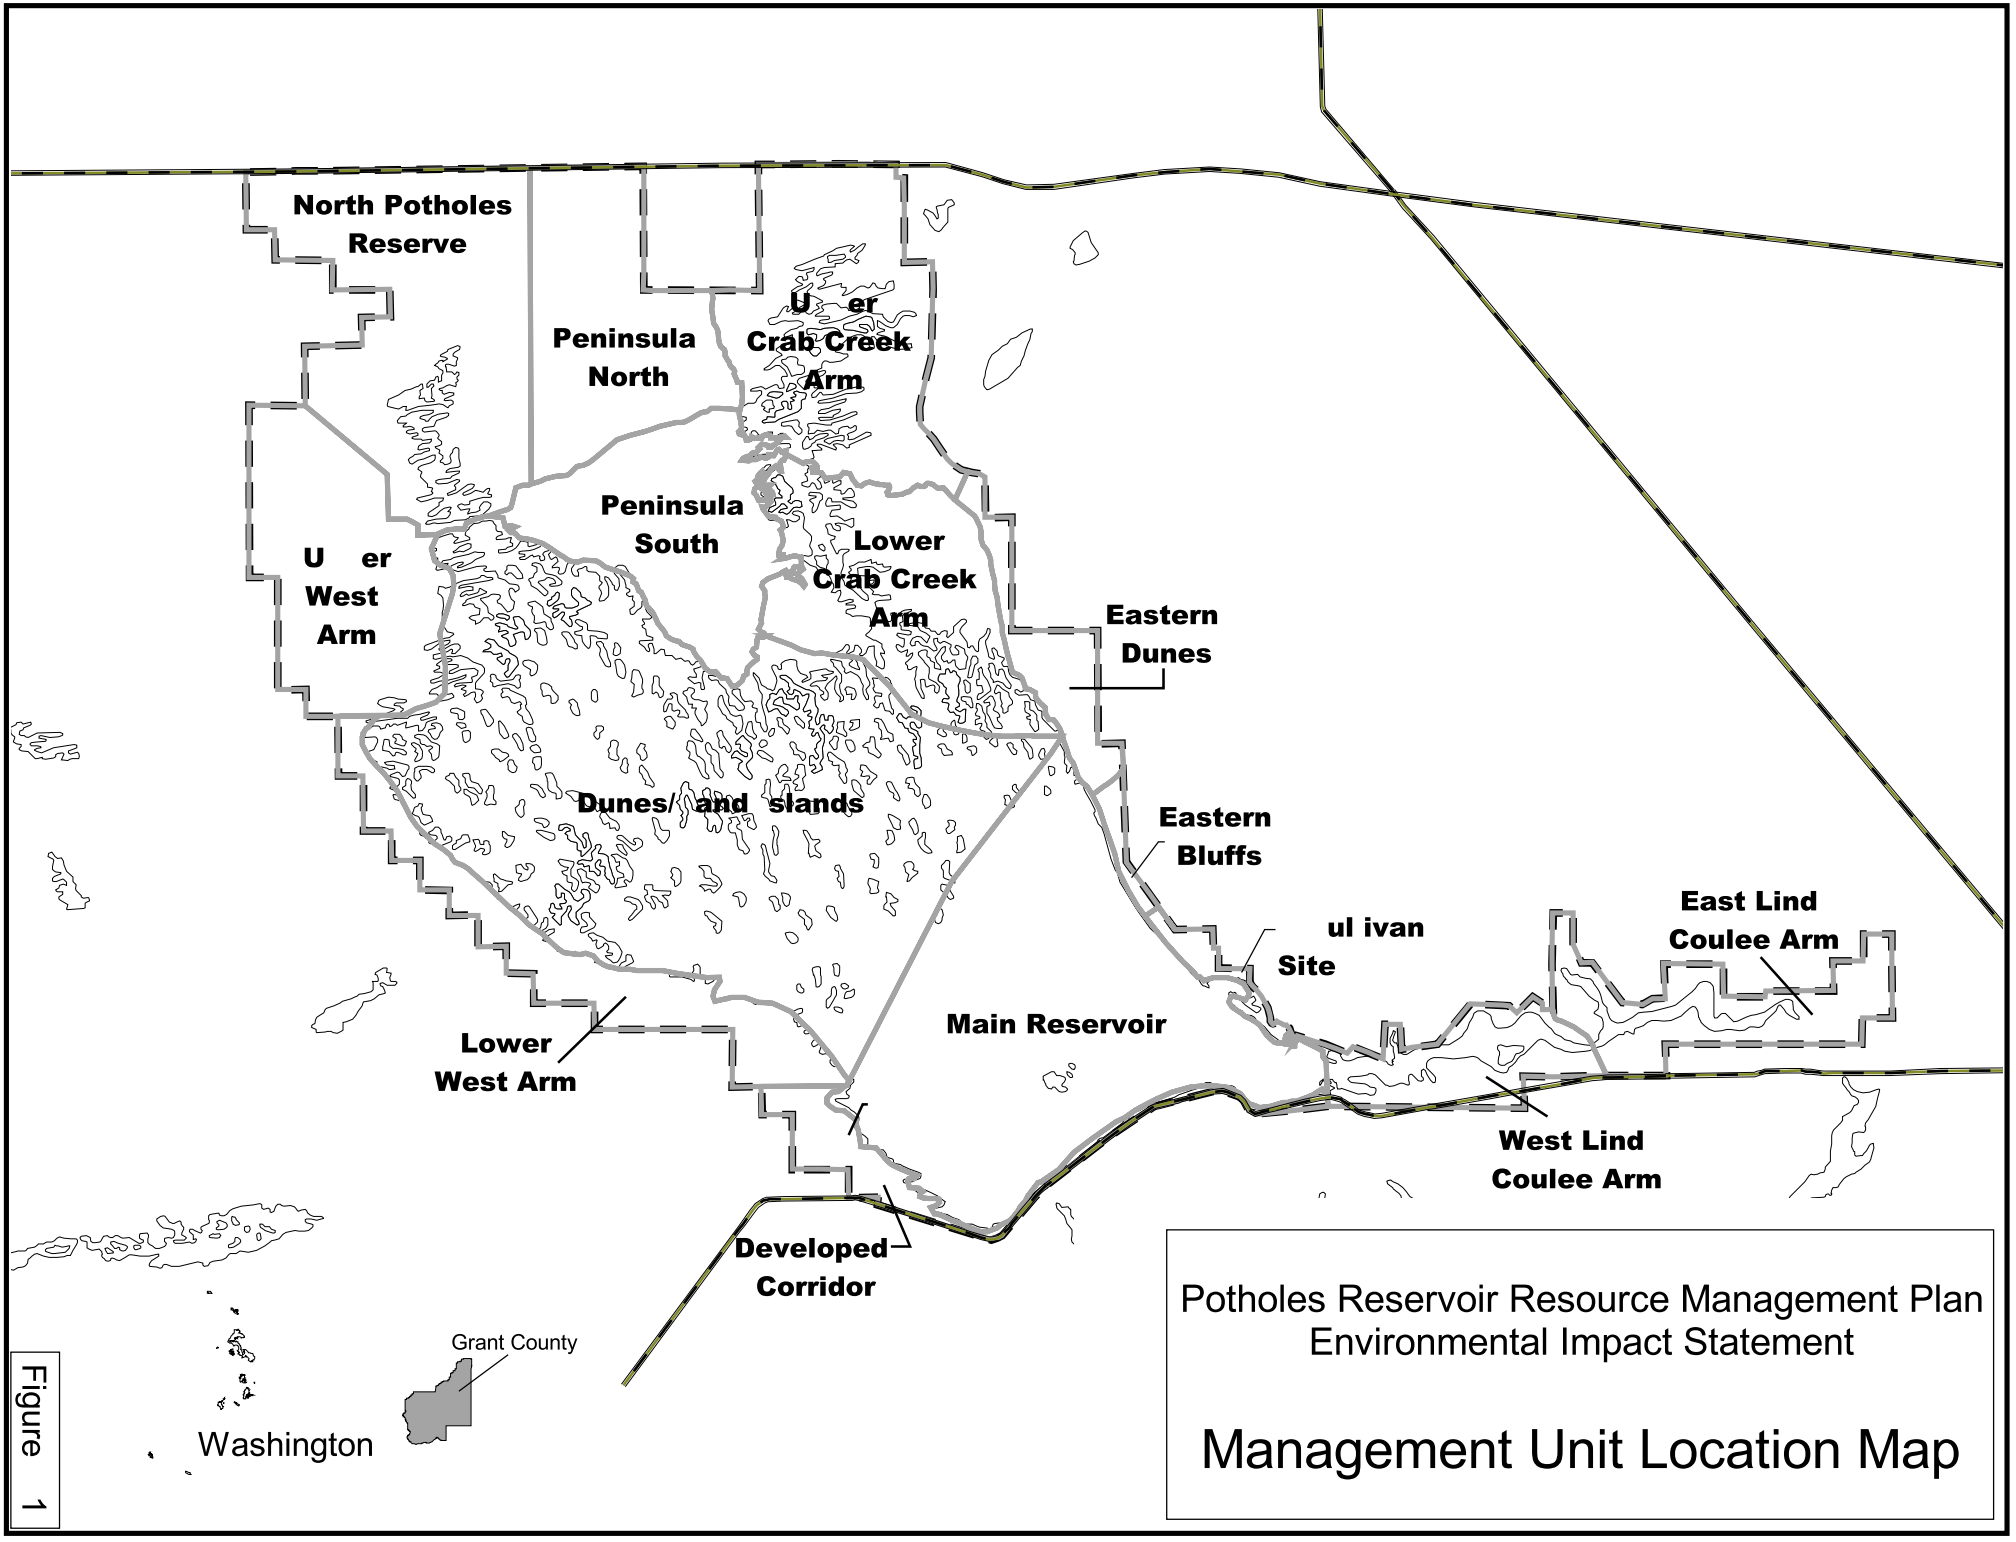 North Potholes
Reserve
Peninsula
North
U er
Crab Creek
Arm
Peninsula
South
Lower
Crab Creek
Arm
U er
West
Arm
Eastern
Dunes
Dunes/ and slands
Eastern
Bluffs
ul ivan
Site
East Lind
Coulee Arm
Main Reservoir
Lower
West Arm
West Lind
Coulee Arm
Developed
Corridor
Grant County
Washington
Potholes Reservoir Resource Management Plan
Environmental Impact Statement
Management Unit Location Map
Figure 1